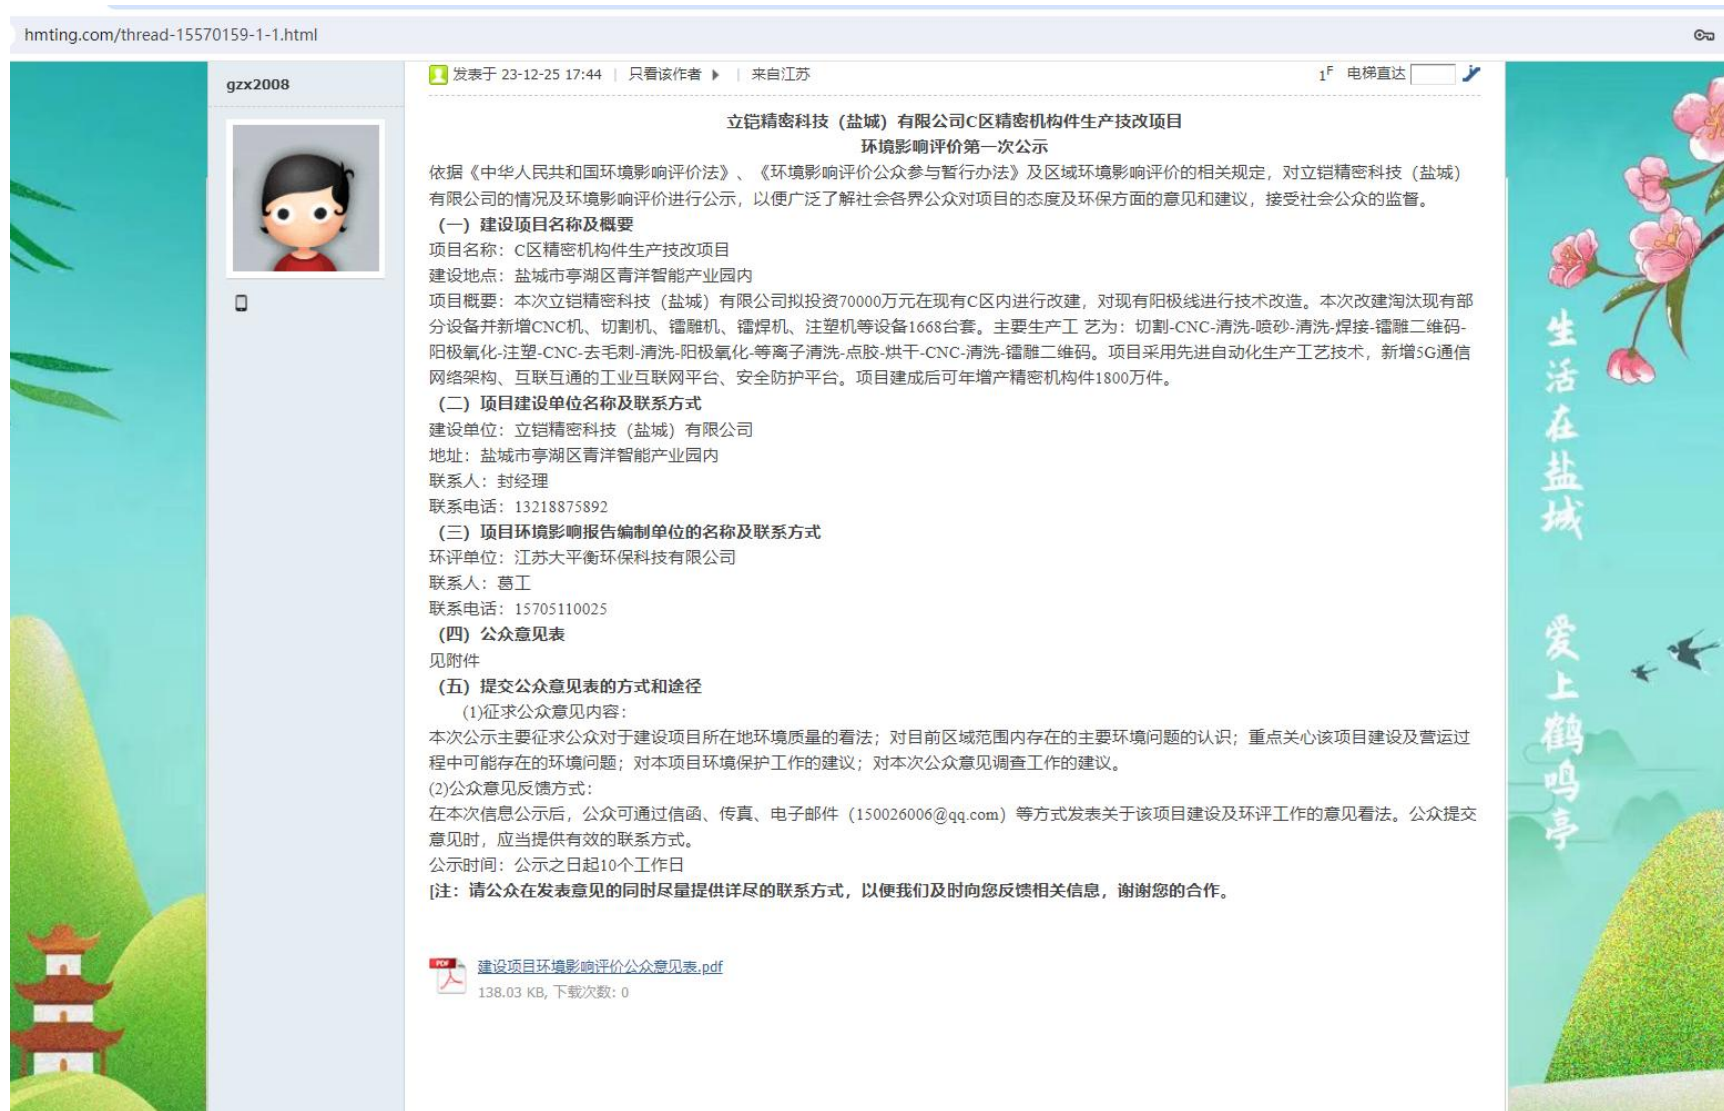 hmting.com/thread-15570159-1-1.html
gzx2008
发表于 23-12-25 17:44 | 只看该作者 | 来自江苏
1F 电梯直达
立铠精密科技（盐城）有限公司C区精密机构件生产技改项目
环境影响评价第一次公示
依据《中华人民共和国环境影响评价法》、《环境影响评价公众参与暂行办法》及区域环境影响评价的相关规定，对立铠精密科技（盐城）
有限公司的情况及环境影响评价进行公示，以便广泛了解社会各界公众对项目的态度及环保方面的意见和建议，接受社会公众的监督。
（一）建设项目名称及概要
项目名称：C区精密机构件生产技改项目
建设地点：盐城市亭湖区青洋智能产业园内
项目概要：本次立铠精密科技（盐城）有限公司拟投资70000万元在现有C区内进行改建，对现有阳极线进行技术改造。本次改建淘汰现有部
分设备并新增CNC机、切割机、镭雕机、镭焊机、注塑机等设备1668台套。主要生产工 艺为：切割-CNC-清洗-喷砂-清洗-焊接-镭雕二维码-
阳极氧化-注塑-CNC-去毛刺-清洗-阳极氧化-等离子清洗-点胶-烘干-CNC-清洗-镭雕二维码。项目采用先进自动化生产工艺技术，新增5G通信
网络架构、互联互通的工业互联网平台、安全防护平台。项目建成后可年增产精密机构件1800万件。
（二）项目建设单位名称及联系方式
建设单位：立铠精密科技（盐城）有限公司
地址：盐城市亭湖区青洋智能产业园内
联系人：封经理
联系电话：13218875892
（三）项目环境影响报告编制单位的名称及联系方式
环评单位：江苏大平衡环保科技有限公司
联系人：葛工
联系电话：15705110025
（四）公众意见表
见附件
（五）提交公众意见表的方式和途径
(1)征求公众意见内容：
本次公示主要征求公众对于建设项目所在地环境质量的看法；对目前区域范围内存在的主要环境问题的认识；重点关心该项目建设及营运过
程中可能存在的环境问题；对本项目环境保护工作的建议；对本次公众意见调查工作的建议。
(2)公众意见反馈方式：
在本次信息公示后，公众可通过信函、传真、电子邮件（150026006@qq.com）等方式发表关于该项目建设及环评工作的意见看法。公众提交
意见时，应当提供有效的联系方式。
公示时间：公示之日起10个工作日
[注：请公众在发表意见的同时尽量提供详尽的联系方式，以便我们及时向您反馈相关信息，谢谢您的合作。
PDF
建设项目环境影响评价公众意见表.pdf
138.03 KB, 下载次数: 0
生活在盐城
爱上鹤鸣亭